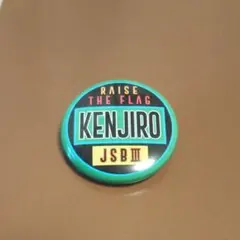 RAISE
THE FLAG
KENJIRO
JSBⅢ